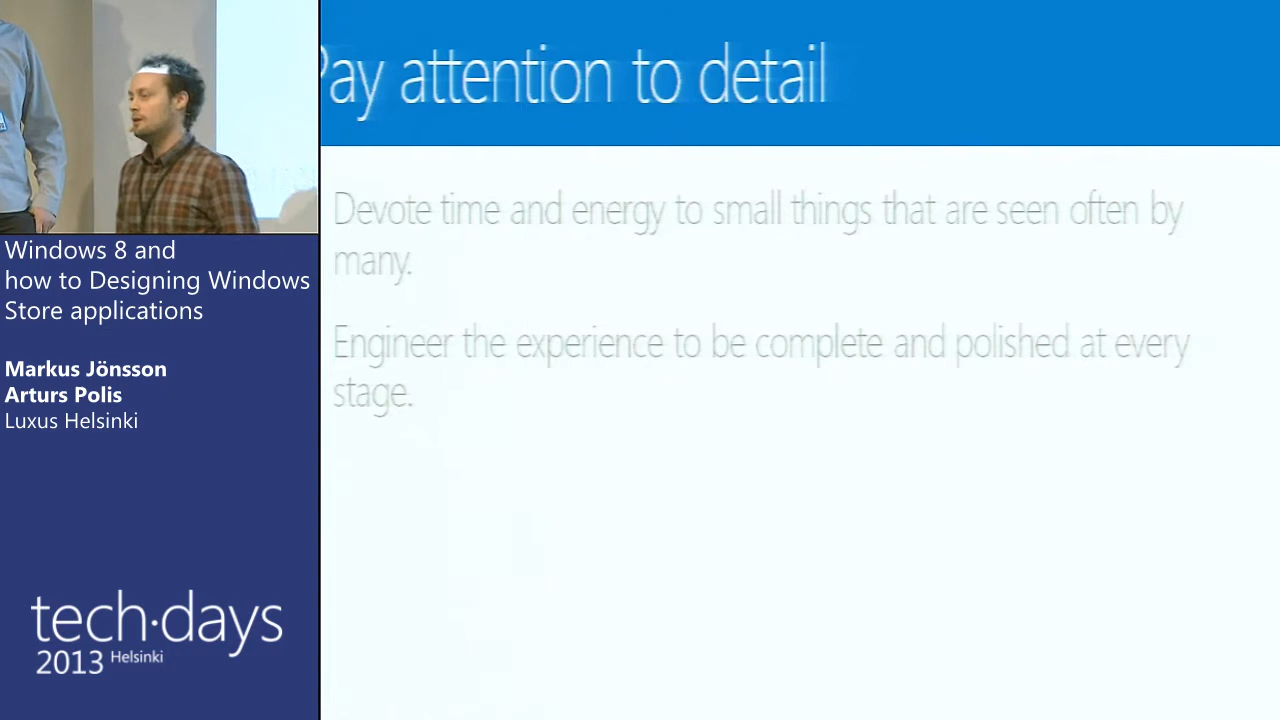 Pay attention to detail
Devote time and energy to small things that are seen often by
many.
Engineer the experience to be complete and polished at every
stage.
Windows 8 and
how to Designing Windows
Store applications
Markus Jönsson
Arturs Polis
Luxus Helsinki
tech·days
2013 Helsinki